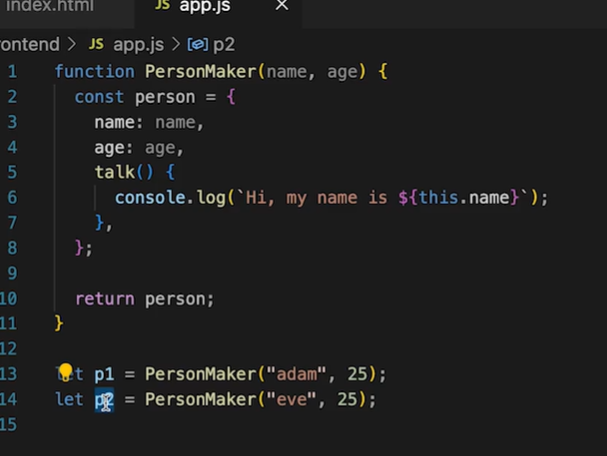 index.html JS app.js ×
rontend > JS app.js > p2
1 function PersonMaker(name, age) {
2 const person = {
3 name: name,
4 age: age,
5 talk() {
6 console.log(`Hi, my name is ${this.name}`);
7 },
8 };
9
10 return person;
11 }
12
13 let p1 = PersonMaker("adam", 25);
14 let p2 = PersonMaker("eve", 25);
15